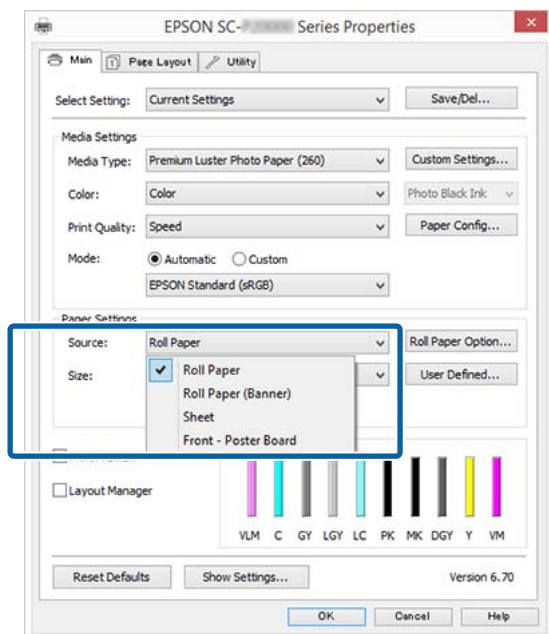 EPSON SC- Series Properties
Main Page Layout Utility
Select Setting: Current Settings Save/Del...
Media Settings
Media Type: Premium Luster Photo Paper (260) Custom Settings...
Color: Color Photo Black Ink
Print Quality: Speed Paper Config...
Mode: Automatic Custom
EPSON Standard (sRGB)
Paper Settings
Source: Roll Paper Roll Paper Option...
Size: User Defined...
Roll Paper
Roll Paper (Banner)
Sheet
Front - Poster Board
Layout Manager
VLM C GY LGY LC PK MK DGY Y VM
Reset Defaults Show Settings... Version 6.70
OK Cancel Help